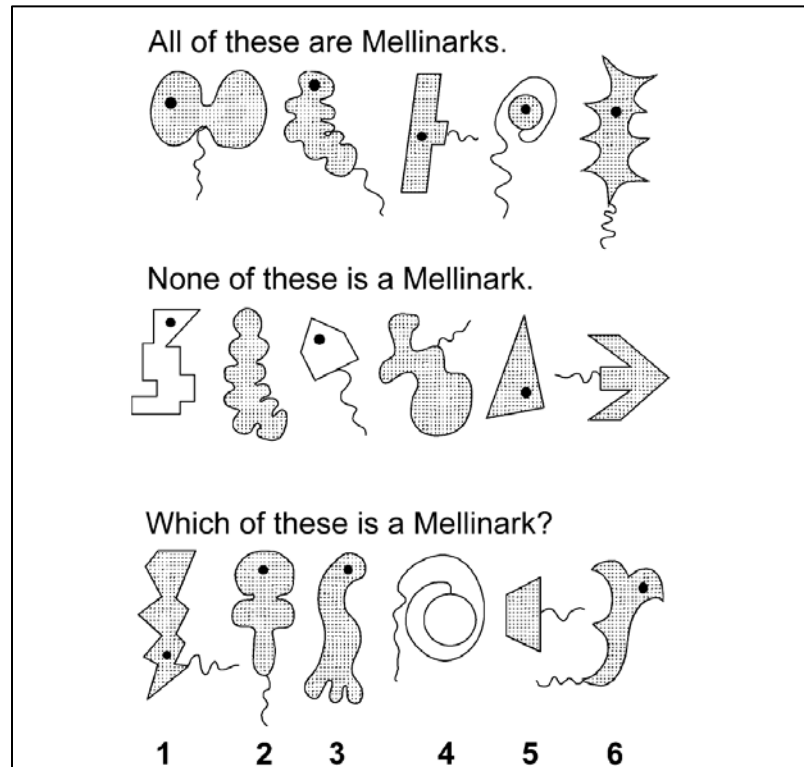 All of these are Mellinarks.
None of these is a Mellinark.
Which of these is a Mellinark?
1 2 3 4 5 6